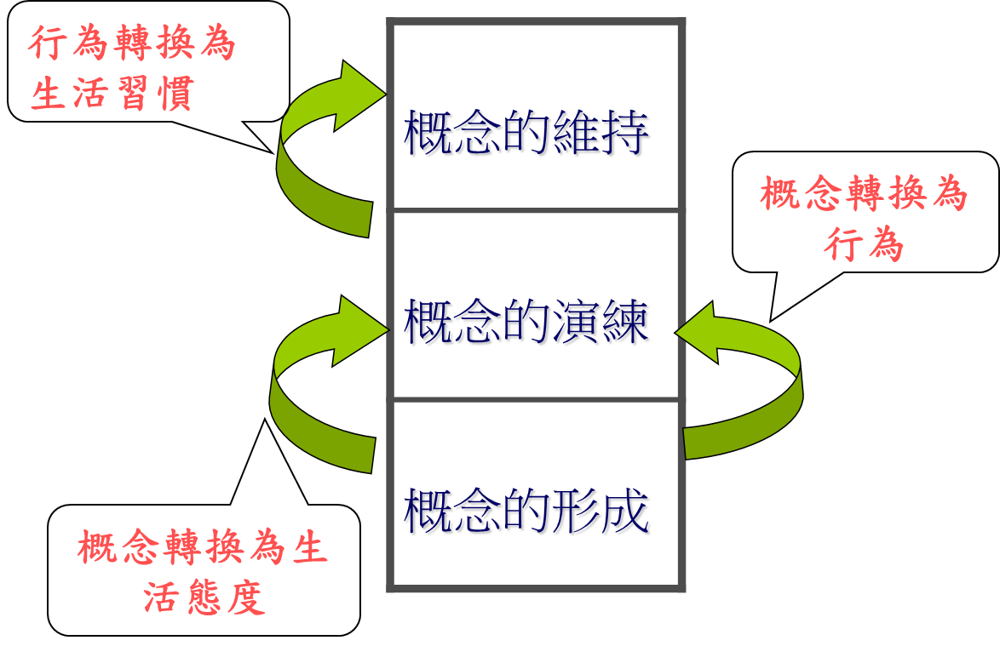 行為轉換為
生活習慣
概念的維持
概念轉換為
行為
概念的演練
概念的形成
概念轉換為生
活態度